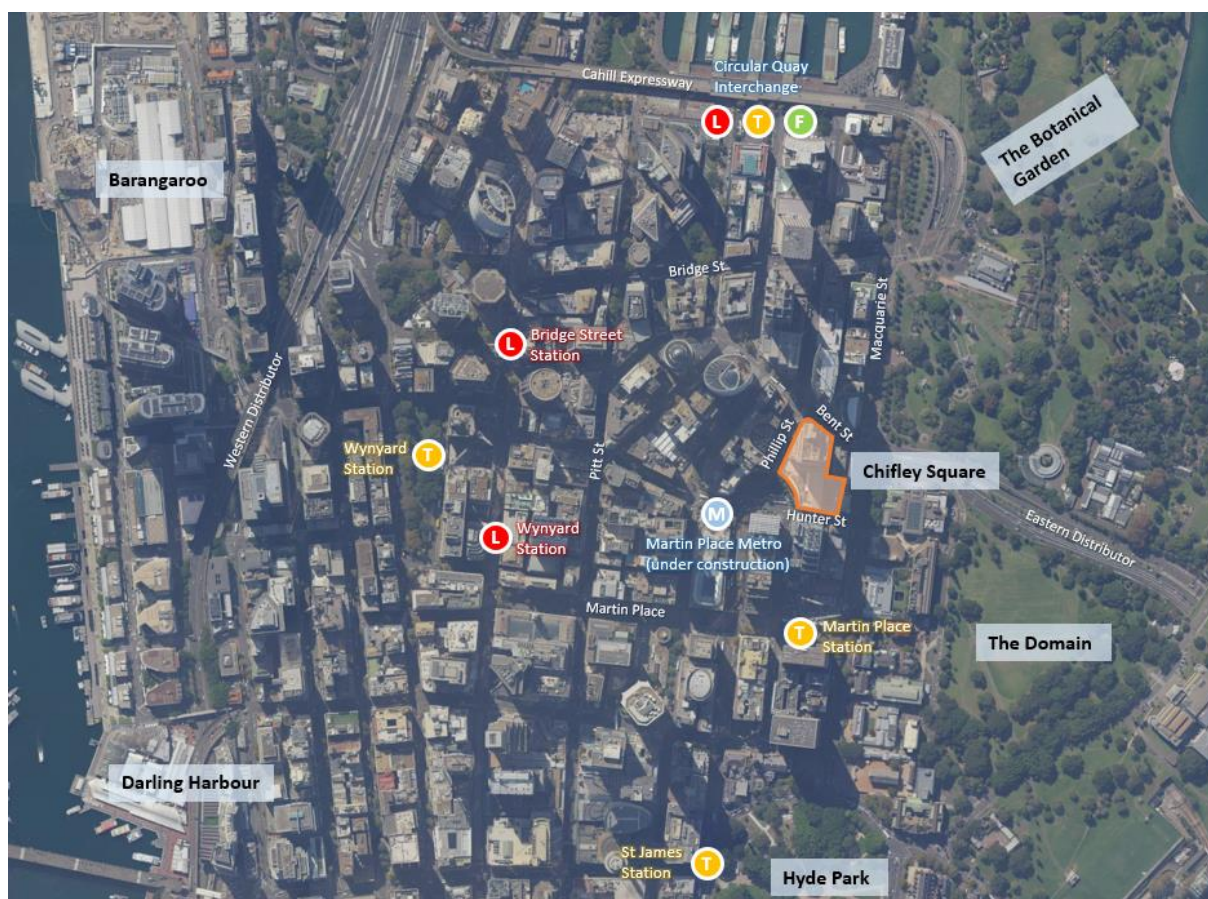 Circular Quay
Interchange
Cahill Expressway
L
T
F
The Botanical
Garden
Barangaroo
Bridge St
Macquarie St
L
Bridge Street
Station
Western Distributor
Wynyard
Station
T
Pitt St
Phillip St
Bent St
Chifley Square
Hunter St
M
Martin Place Metro
(under construction)
L
Wynyard
Station
Eastern Distributor
Martin Place
T
Martin Place
Station
The Domain
Darling Harbour
St James
Station
T
Hyde Park